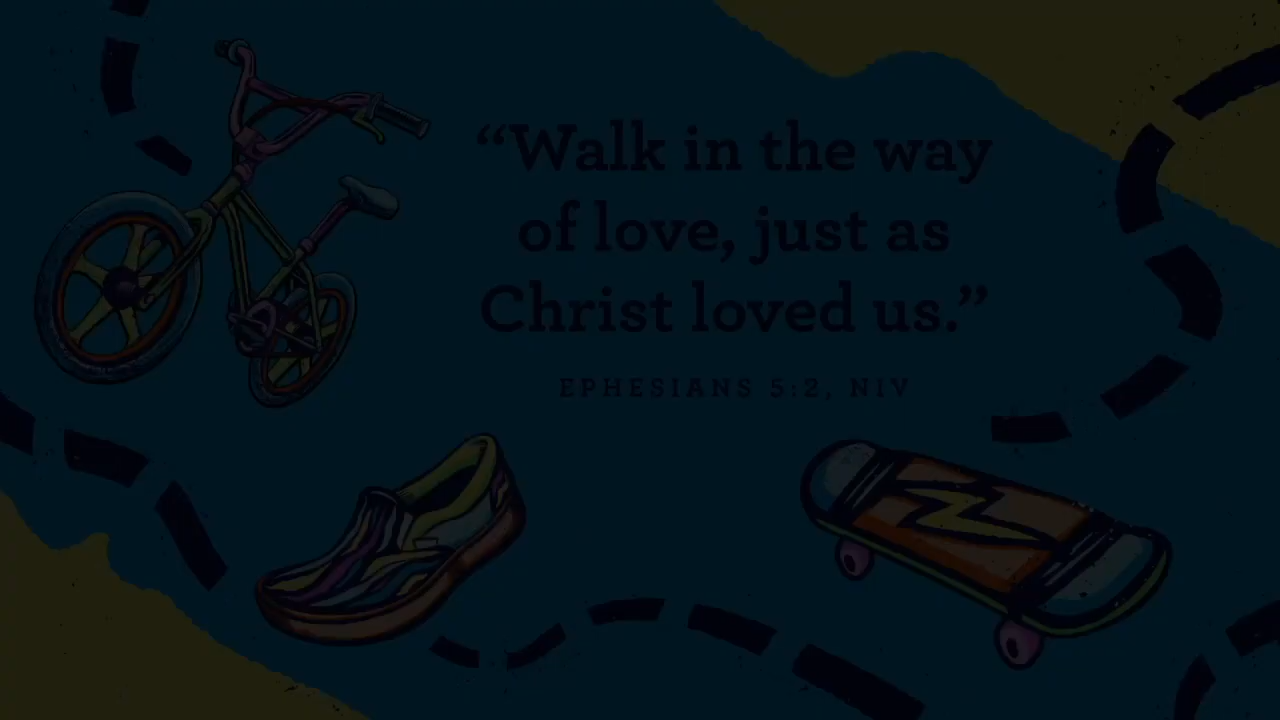 “Walk in the way
of love, just as
Christ loved us.”
EPHESIANS 5:2, NIV